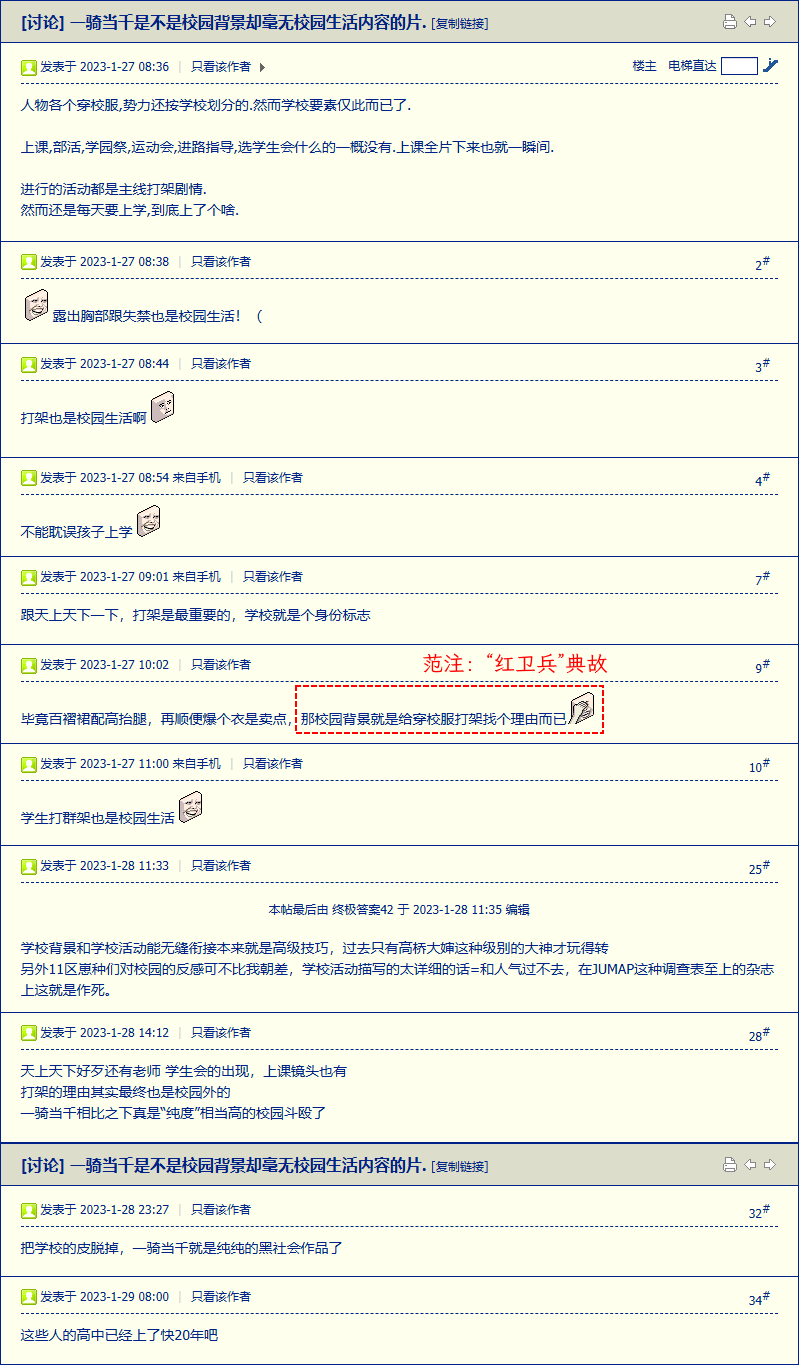 [讨论] 一骑当千是不是校园背景却毫无校园生活内容的片. [复制链接]
发表于 2023-1-27 08:36 | 只看该作者 楼主 电梯直达
人物各个穿校服,势力还按学校划分的.然而学校要素仅此而已了.
上课,部活,学园祭,运动会,进路指导,选学生会什么的一概没有.上课全片下来也就一瞬间.
进行的活动都是主线打架剧情.
然而还是每天要上学,到底上了个啥.
发表于 2023-1-27 08:38 | 只看该作者 2#
露出胸部跟失禁也是校园生活！（
发表于 2023-1-27 08:44 | 只看该作者 3#
打架也是校园生活啊
发表于 2023-1-27 08:54 来自手机 | 只看该作者 4#
不能耽误孩子上学
发表于 2023-1-27 09:01 来自手机 | 只看该作者 7#
跟天上天下一下，打架是最重要的，学校就是个身份标志
发表于 2023-1-27 10:02 | 只看该作者 范注：“红卫兵”典故 9#
毕竟百褶裙配高抬腿，再顺便爆个衣是卖点，那校园背景就是给穿校服打架找个理由而已
发表于 2023-1-27 11:00 来自手机 | 只看该作者 10#
学生打群架也是校园生活
发表于 2023-1-28 11:33 | 只看该作者 25#
本帖最后由 终极答案42 于 2023-1-28 11:35 编辑
学校背景和学校活动能无缝衔接本来就是高级技巧，过去只有高桥大婶这种级别的大神才玩得转
另外11区崽种们对校园的反感可不比我朝差，学校活动描写的太详细的话=和人气过不去，在JUMAP这种调查表至上的杂志
上这就是作死。
发表于 2023-1-28 14:12 | 只看该作者 28#
天上天下好歹还有老师 学生会的出现，上课镜头也有
打架的理由其实最终也是校园外的
一骑当千相比之下真是“纯度”相当高的校园斗殴了
[讨论] 一骑当千是不是校园背景却毫无校园生活内容的片. [复制链接]
发表于 2023-1-28 23:27 | 只看该作者 32#
把学校的皮脱掉，一骑当千就是纯纯的黑社会作品了
发表于 2023-1-29 08:00 | 只看该作者 34#
这些人的高中已经上了快20年吧